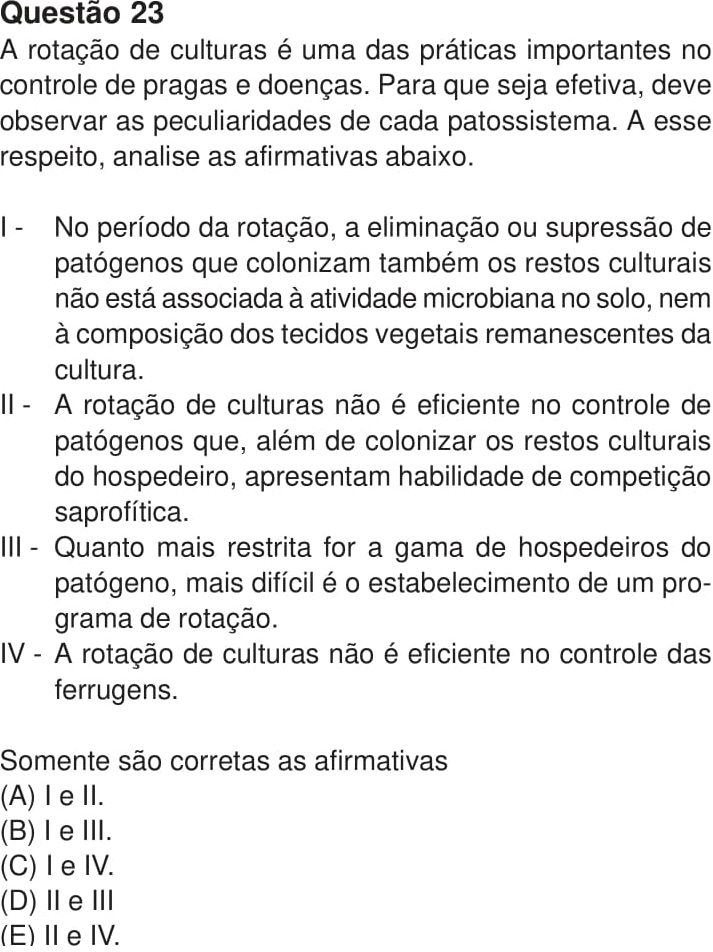 Questão 23
A rotação de culturas é uma das práticas importantes no
controle de pragas e doenças. Para que seja efetiva, deve
observar as peculiaridades de cada patossistema. A esse
respeito, analise as afirmativas abaixo.
I - No período da rotação, a eliminação ou supressão de
patógenos que colonizam também os restos culturais
não está associada à atividade microbiana no solo, nem
à composição dos tecidos vegetais remanescentes da
cultura.
II - A rotação de culturas não é eficiente no controle de
patógenos que, além de colonizar os restos culturais
do hospedeiro, apresentam habilidade de competição
saprofítica.
III - Quanto mais restrita for a gama de hospedeiros do
patógeno, mais difícil é o estabelecimento de um pro-
grama de rotação.
IV - A rotação de culturas não é eficiente no controle das
ferrugens.
Somente são corretas as afirmativas
(A) I e II.
(B) I e III.
(C) I e IV.
(D) II e III
(E) II e IV.